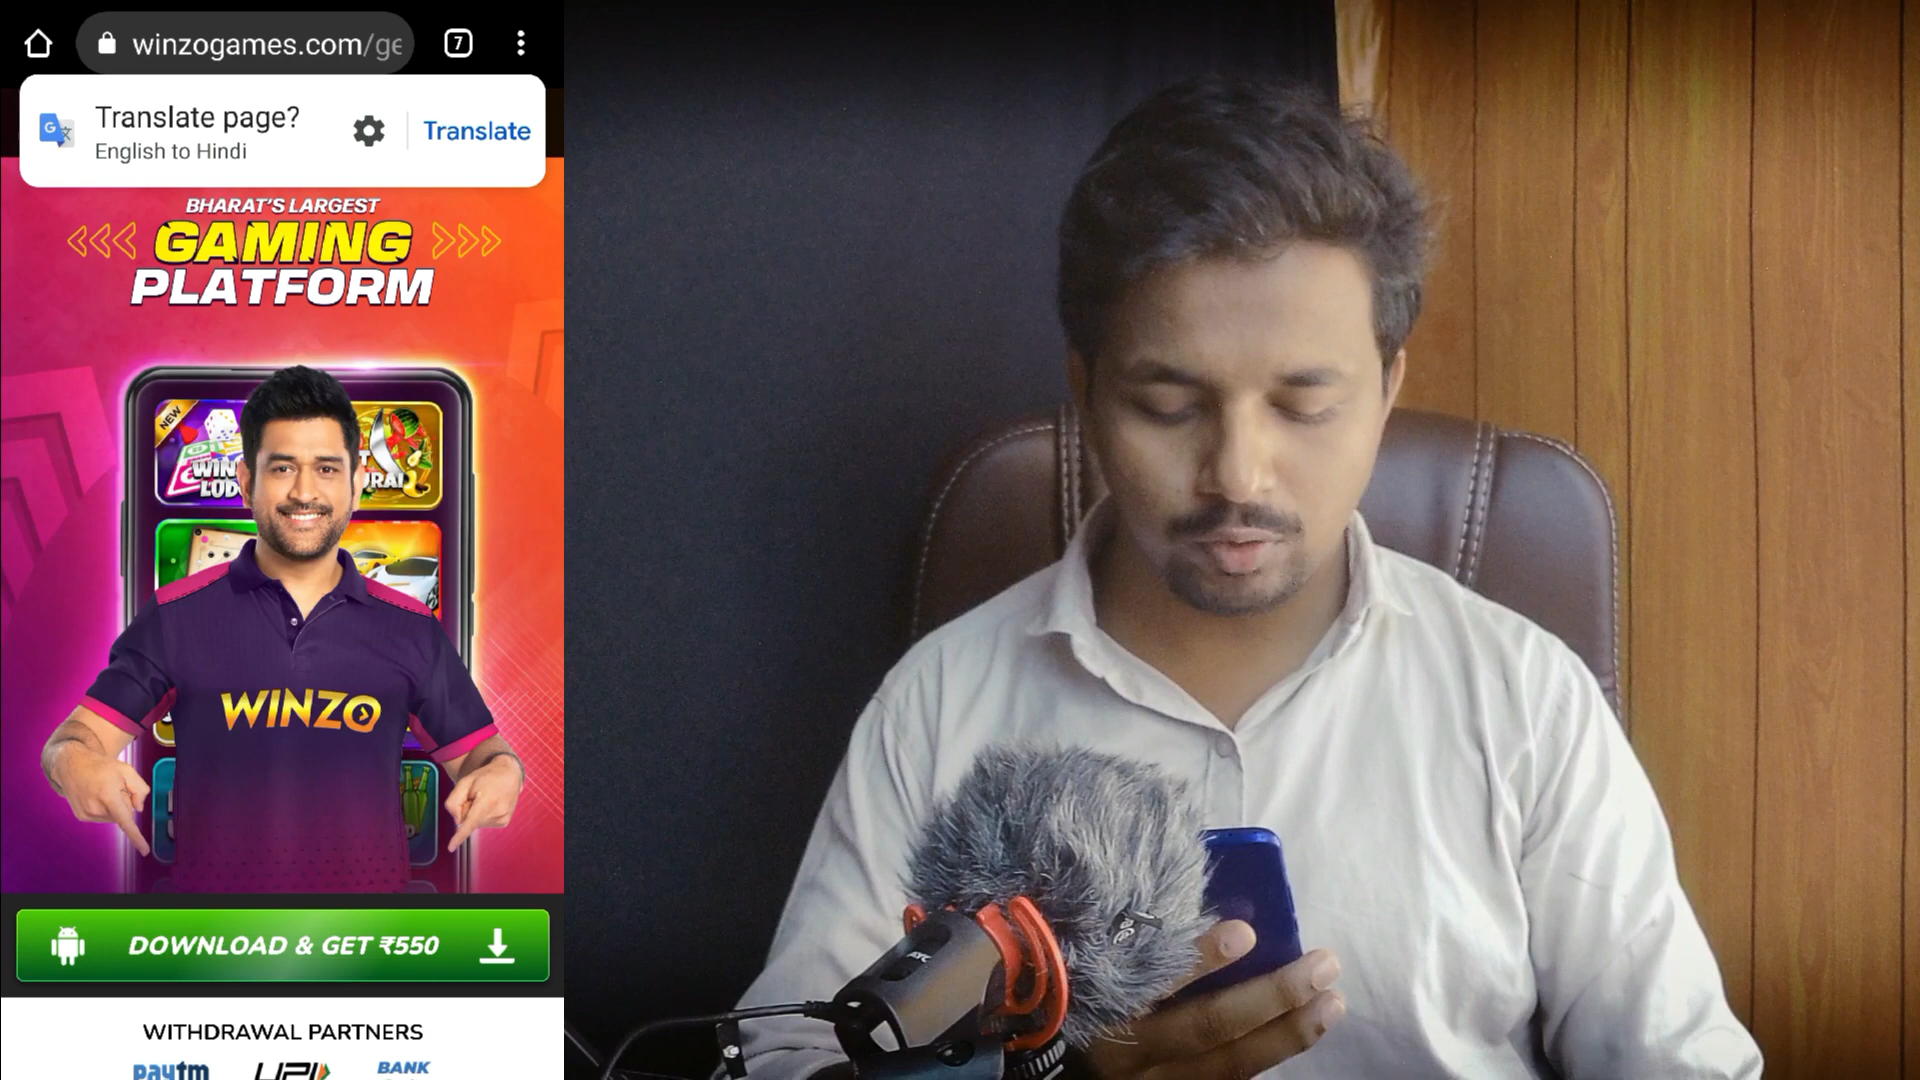 winzogames.com/ge
7
Translate page?
English to Hindi
Translate
BHARAT'S LARGEST
GAMING
PLATFORM
NEW
WINZO
DOWNLOAD & GET ₹550
WITHDRAWAL PARTNERS
paytm
UPI
BANK